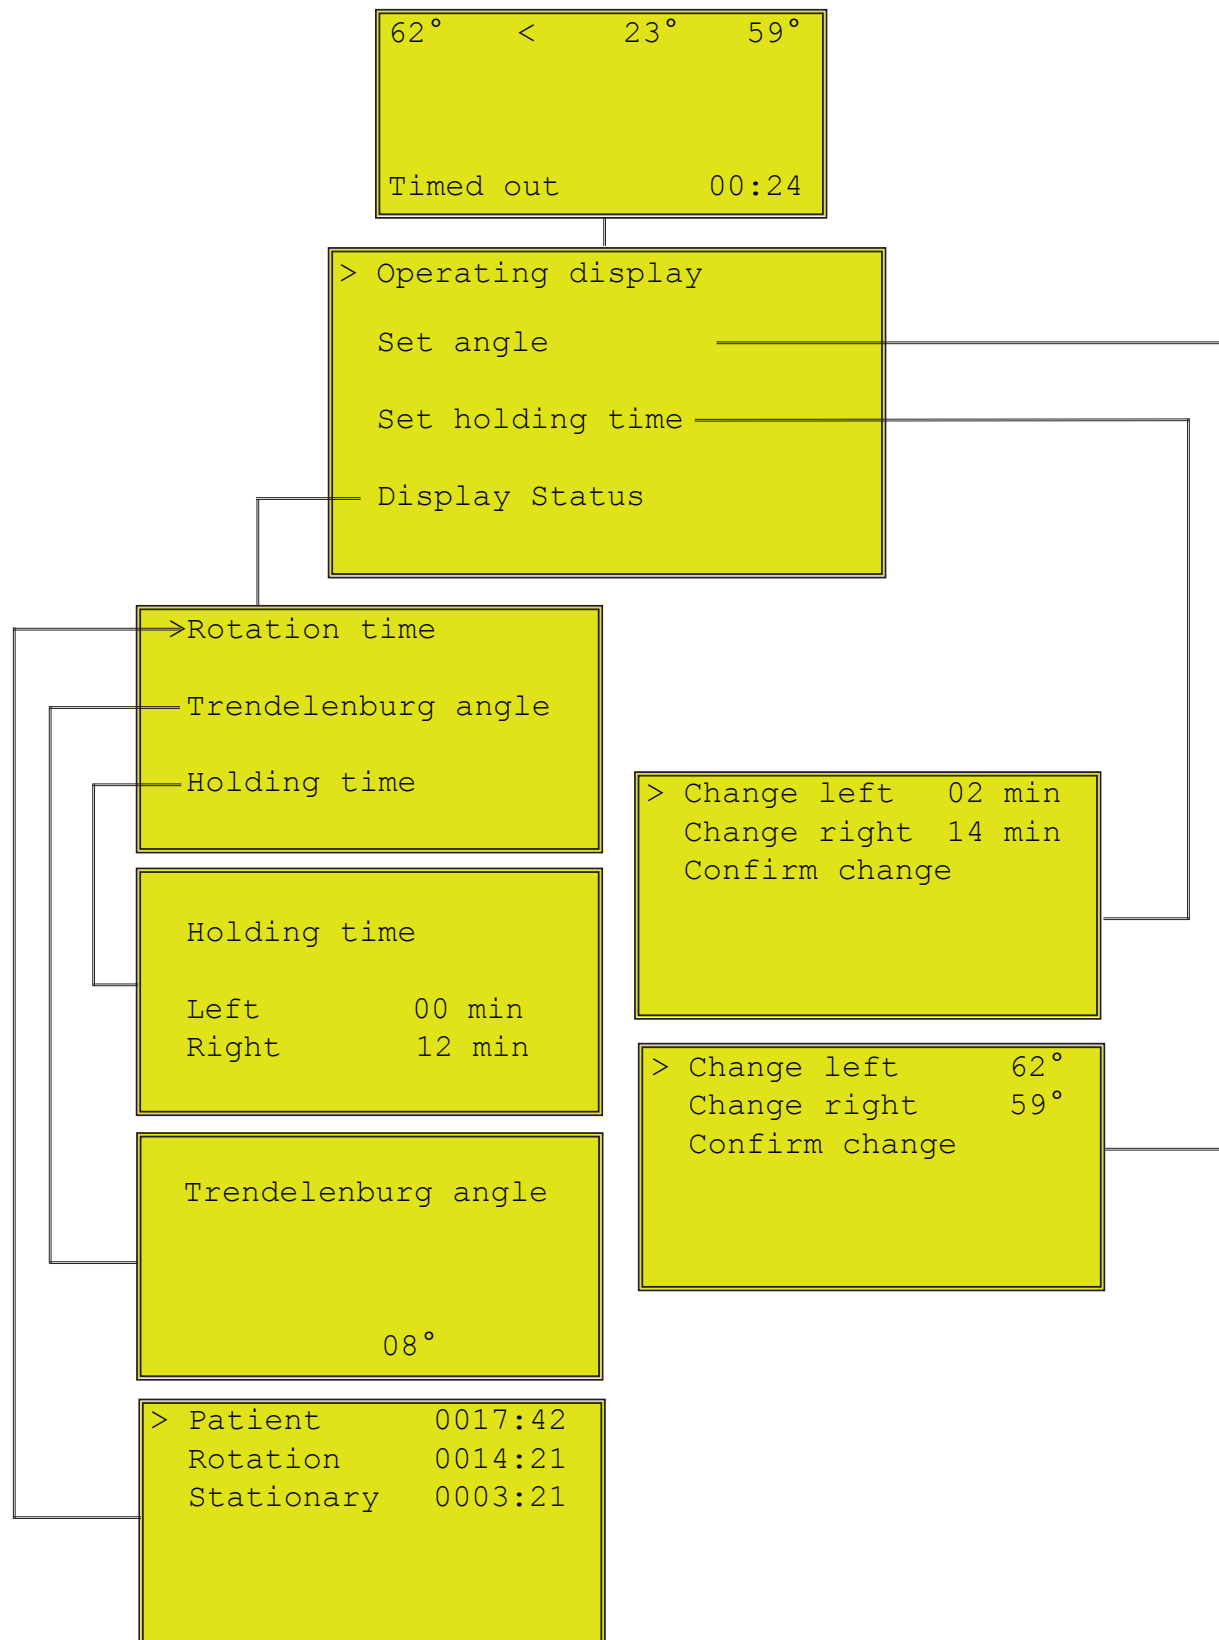 62° < 23° 59°
Timed out 00:24
> Operating display
Set angle
Set holding time
Display Status
>Rotation time
Trendelenburg angle
Holding time
> Change left 02 min
Change right 14 min
Confirm change
Holding time
Left 00 min
Right 12 min
> Change left 62°
Change right 59°
Confirm change
Trendelenburg angle
08°
> Patient 0017:42
Rotation 0014:21
Stationary 0003:21